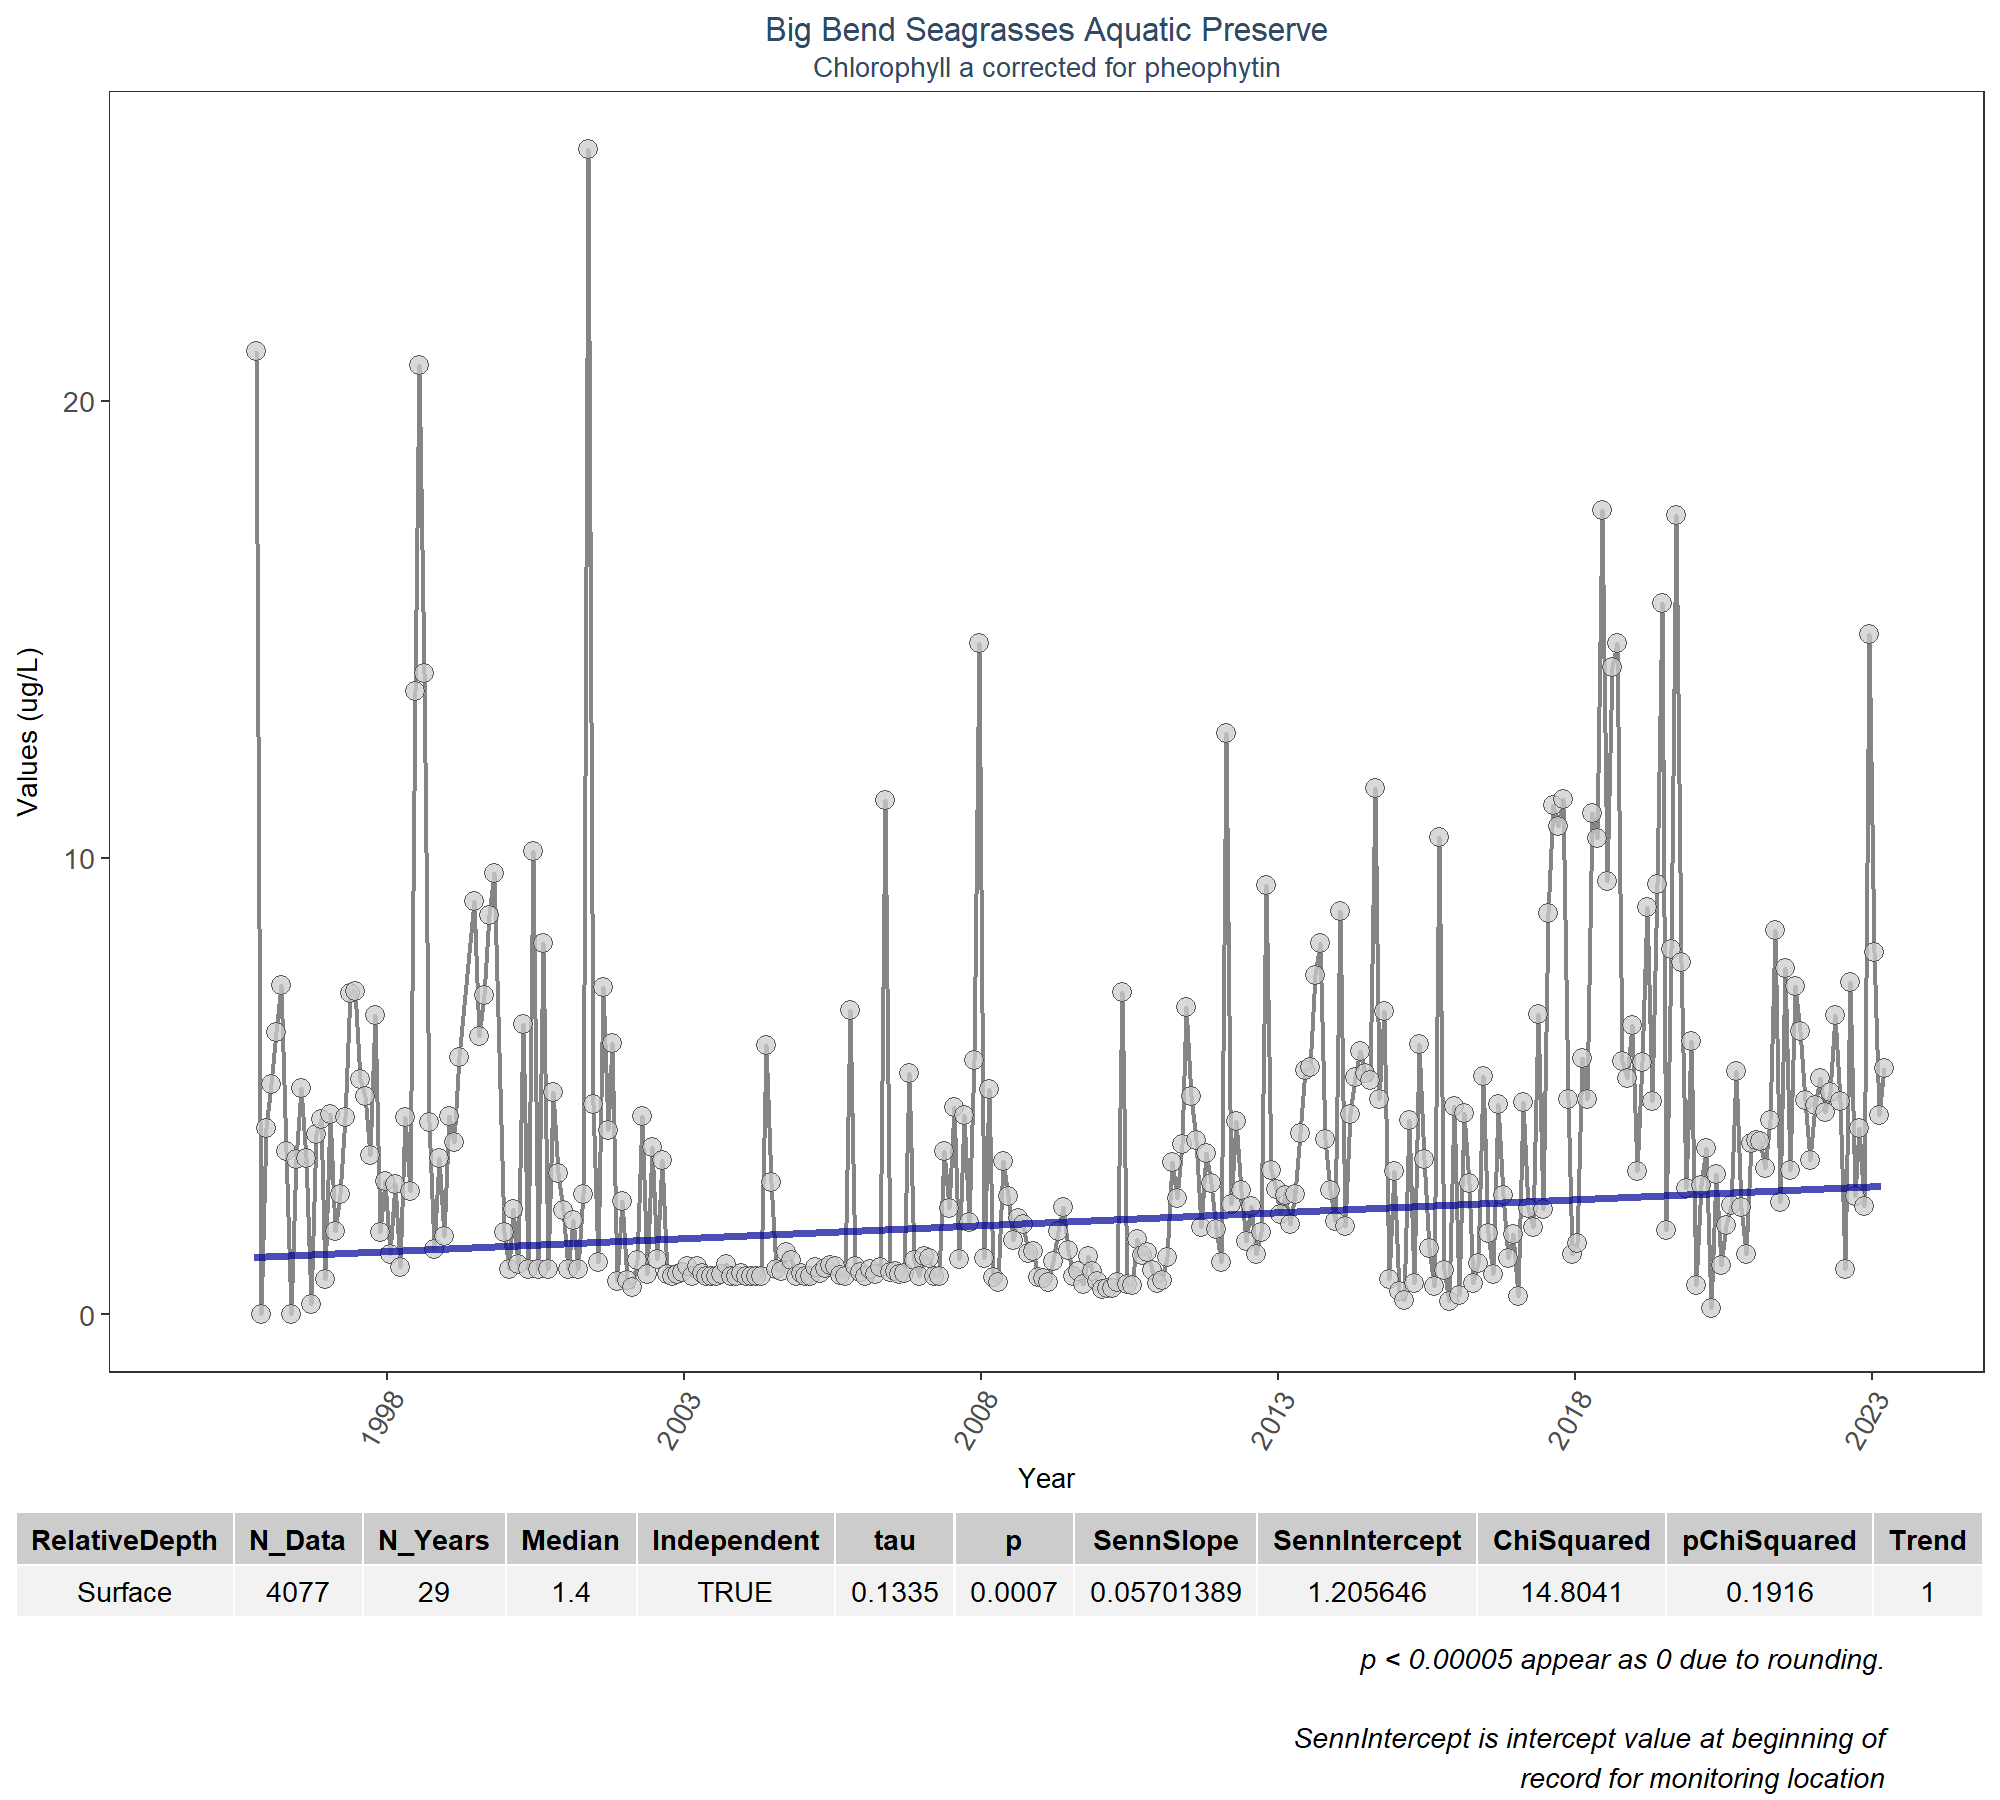 Big Bend Seagrasses Aquatic Preserve
Chlorophyll a corrected for pheophytin
Values (ug/L)
20
10
0
1998 2003 2008 2013 2018 2023
Year
RelativeDepth N_Data N_Years Median Independent tau p SennSlope SennIntercept ChiSquared pChiSquared Trend
Surface 4077 29 1.4 TRUE 0.1335 0.0007 0.05701389 1.205646 14.8041 0.1916 1
p < 0.00005 appear as 0 due to rounding.
SennIntercept is intercept value at beginning of
record for monitoring location